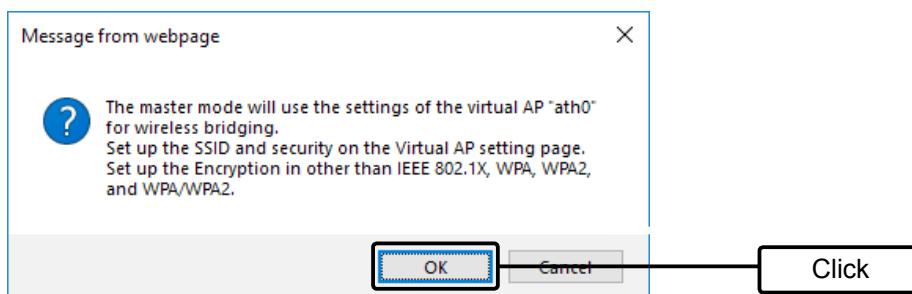 Message from webpage
?
The master mode will use the settings of the virtual AP "ath0"
for wireless bridging.
Set up the SSID and security on the Virtual AP setting page.
Set up the Encryption in other than IEEE 802.1X, WPA, WPA2,
and WPA/WPA2.
OK Cancel Click